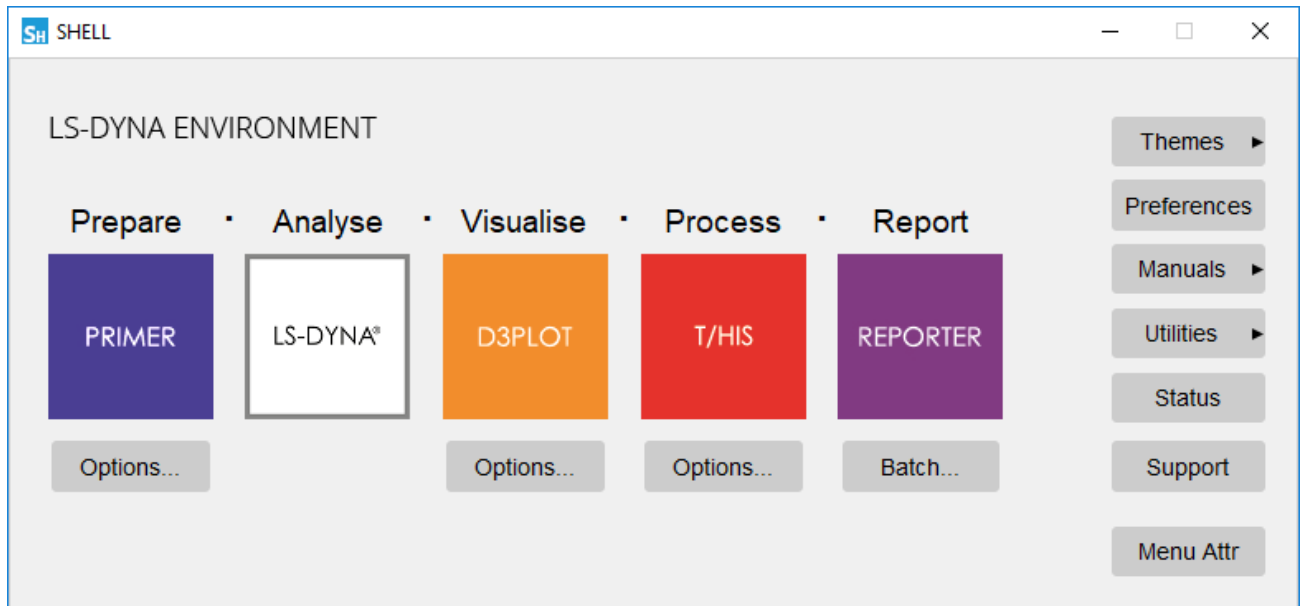 SH SHELL
LS-DYNA ENVIRONMENT
Prepare · Analyse · Visualise · Process · Report
PRIMER LS-DYNA® D3PLOT T/HIS REPORTER
Options... Options... Options... Batch...
Themes
Preferences
Manuals
Utilities
Status
Support
Menu Attr